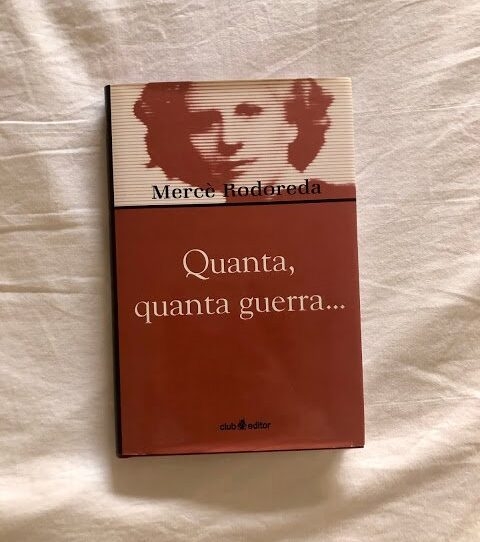 Mercè Rodoreda
Quanta,
quanta guerra...
club editor